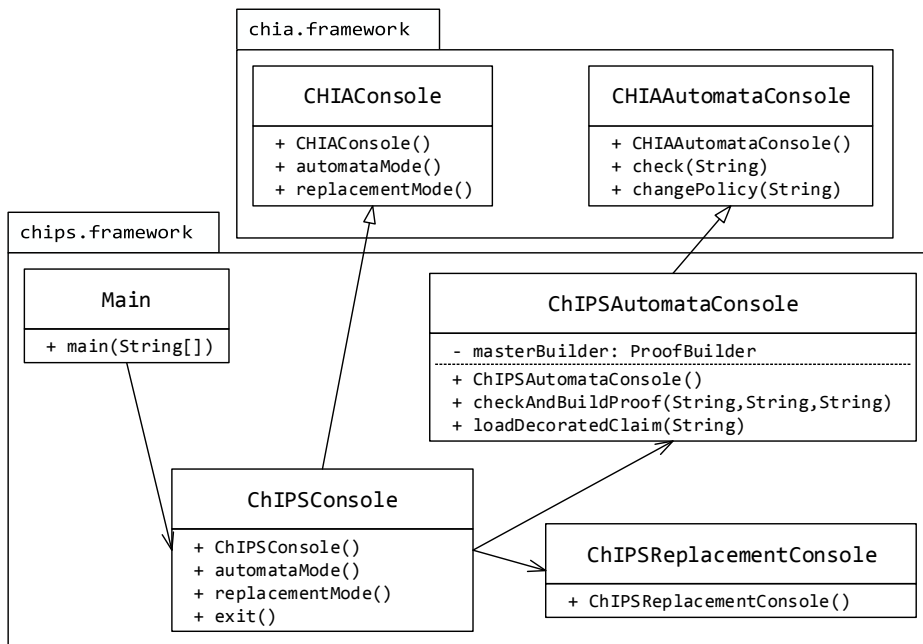 chia.framework
CHIAConsole
+ CHIAConsole()
+ automataMode()
+ replacementMode()
CHIAAutomataConsole
+ CHIAAutomataConsole()
+ check(String)
+ changePolicy(String)
chips.framework
Main
+ main(String[])
ChIPSAutomataConsole
- masterBuilder: ProofBuilder
+ ChIPSAutomataConsole()
+ checkAndBuildProof(String,String,String)
+ loadDecoratedClaim(String)
ChIPSConsole
+ ChIPSConsole()
+ automataMode()
+ replacementMode()
+ exit()
ChIPSReplacementConsole
+ ChIPSReplacementConsole()